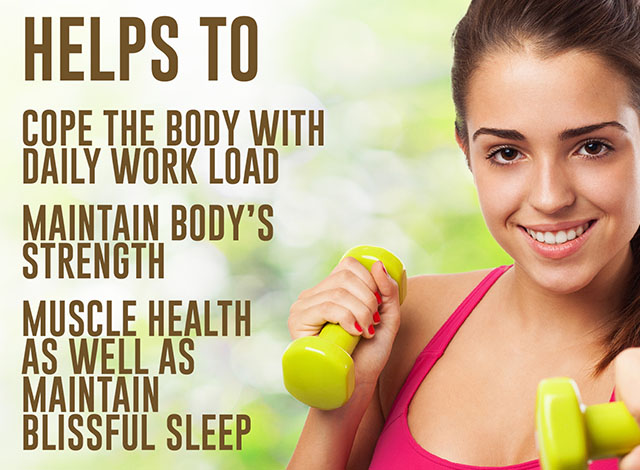 HELPS TO
COPE THE BODY WITH
DAILY WORK LOAD
MAINTAIN BODY'S
STRENGTH
MUSCLE HEALTH
AS WELL AS
MAINTAIN
BLISSFUL SLEEP